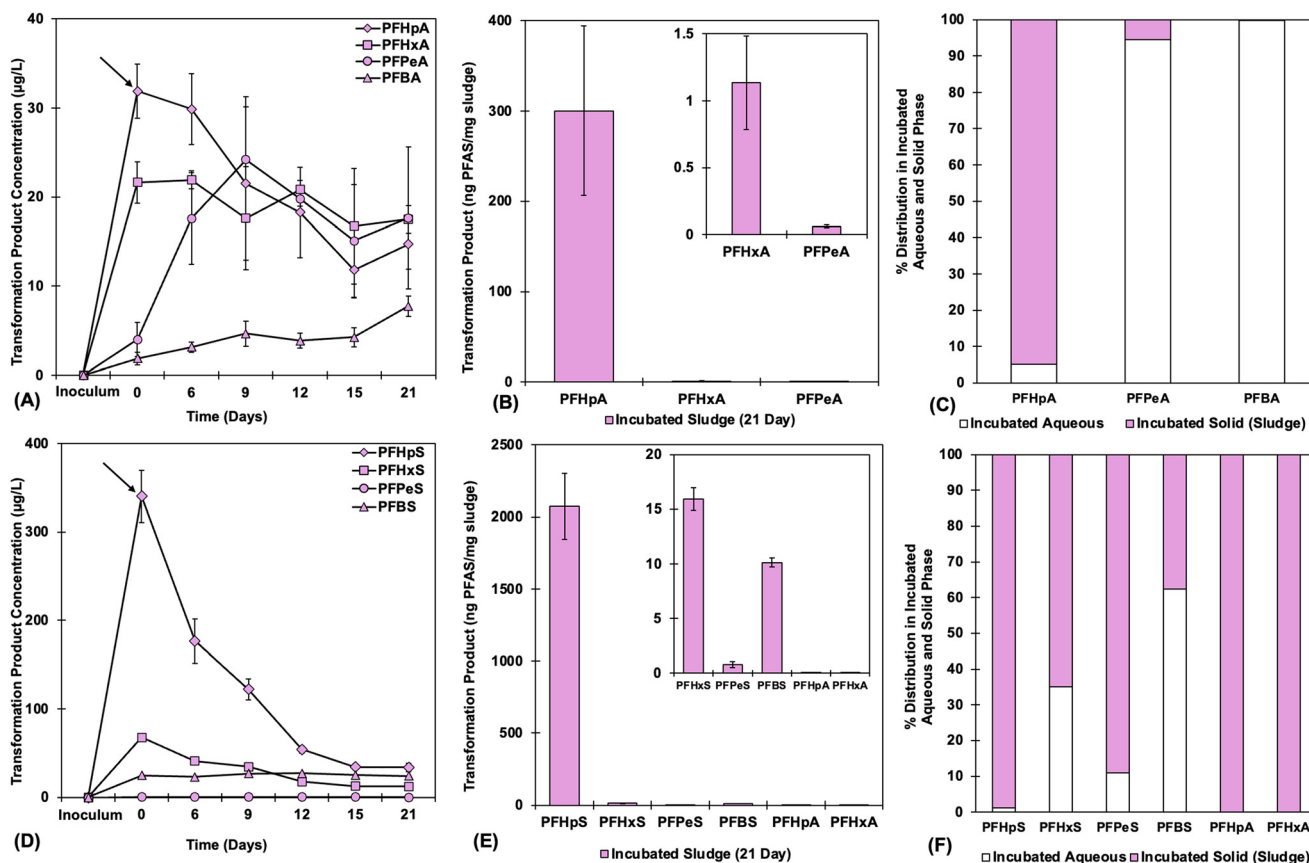 40
30
20
10
0
Transformation Product Concentration (µg/L)
PFHpA
PFHxA
PFPeA
PFBA
Inoculum 0 6 9 12 15 21
Time (Days)
(A)
400
300
200
100
0
Transformation Product (ng PFAS/mg sludge)
1.5
1
0.5
0
PFHxA PFPeA
PFHpA PFHxA PFPeA
Incubated Sludge (21 Day)
(B)
100
90
80
70
60
50
40
30
20
10
0
% Distribution in Incubated
Aqueous and Solid Phase
PFHpA PFPeA PFBA
Incubated Aqueous Incubated Solid (Sludge)
(C)
400
300
200
100
0
Transformation Product Concentration (µg/L)
PFHpS
PFHxS
PFPeS
PFBS
Inoculum 0 6 9 12 15 21
Time (Days)
(D)
2500
2000
1500
1000
500
0
Transformation Product (ng PFAS/mg sludge)
20
15
10
5
0
PFHxS PFPeS PFBS PFHpA PFHxA
PFHpS PFHxS PFPeS PFBS PFHpA PFHxA
Incubated Sludge (21 Day)
(E)
100
90
80
70
60
50
40
30
20
10
0
% Distribution in Incubated
Aqueous and Solid Phase
PFHpS PFHxS PFPeS PFBS PFHpA PFHxA
Incubated Aqueous Incubated Solid (Sludge)
(F)